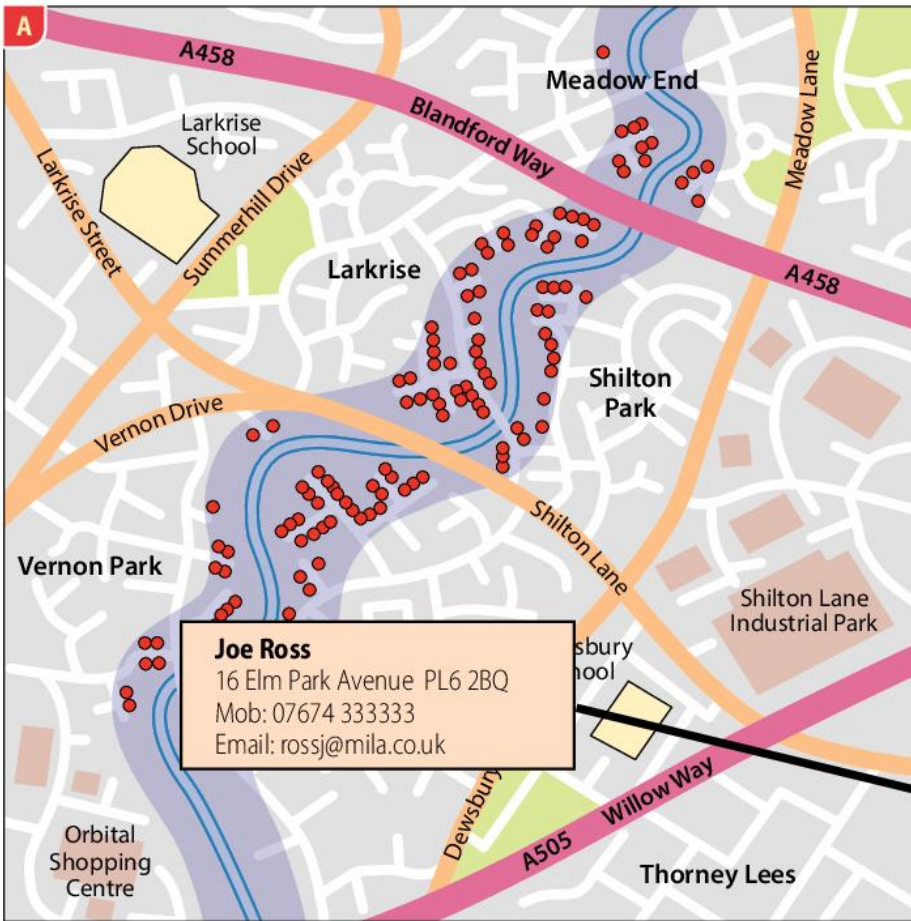 A
A458
Meadow End
Meadow Lane
Larkrise
School
Blandford Way
Larkrise Street
Summerhill Drive
Larkrise
A458
Shilton
Park
Vernon Drive
Shilton Lane
Vernon Park
Shilton Lane
Industrial Park
Joe Ross
16 Elm Park Avenue PL6 2BQ
Mob: 07674 333333
Email: rossj@mila.co.uk
Dewsbury
A505
Willow Way
Orbital
Shopping
Centre
Thorney Lees